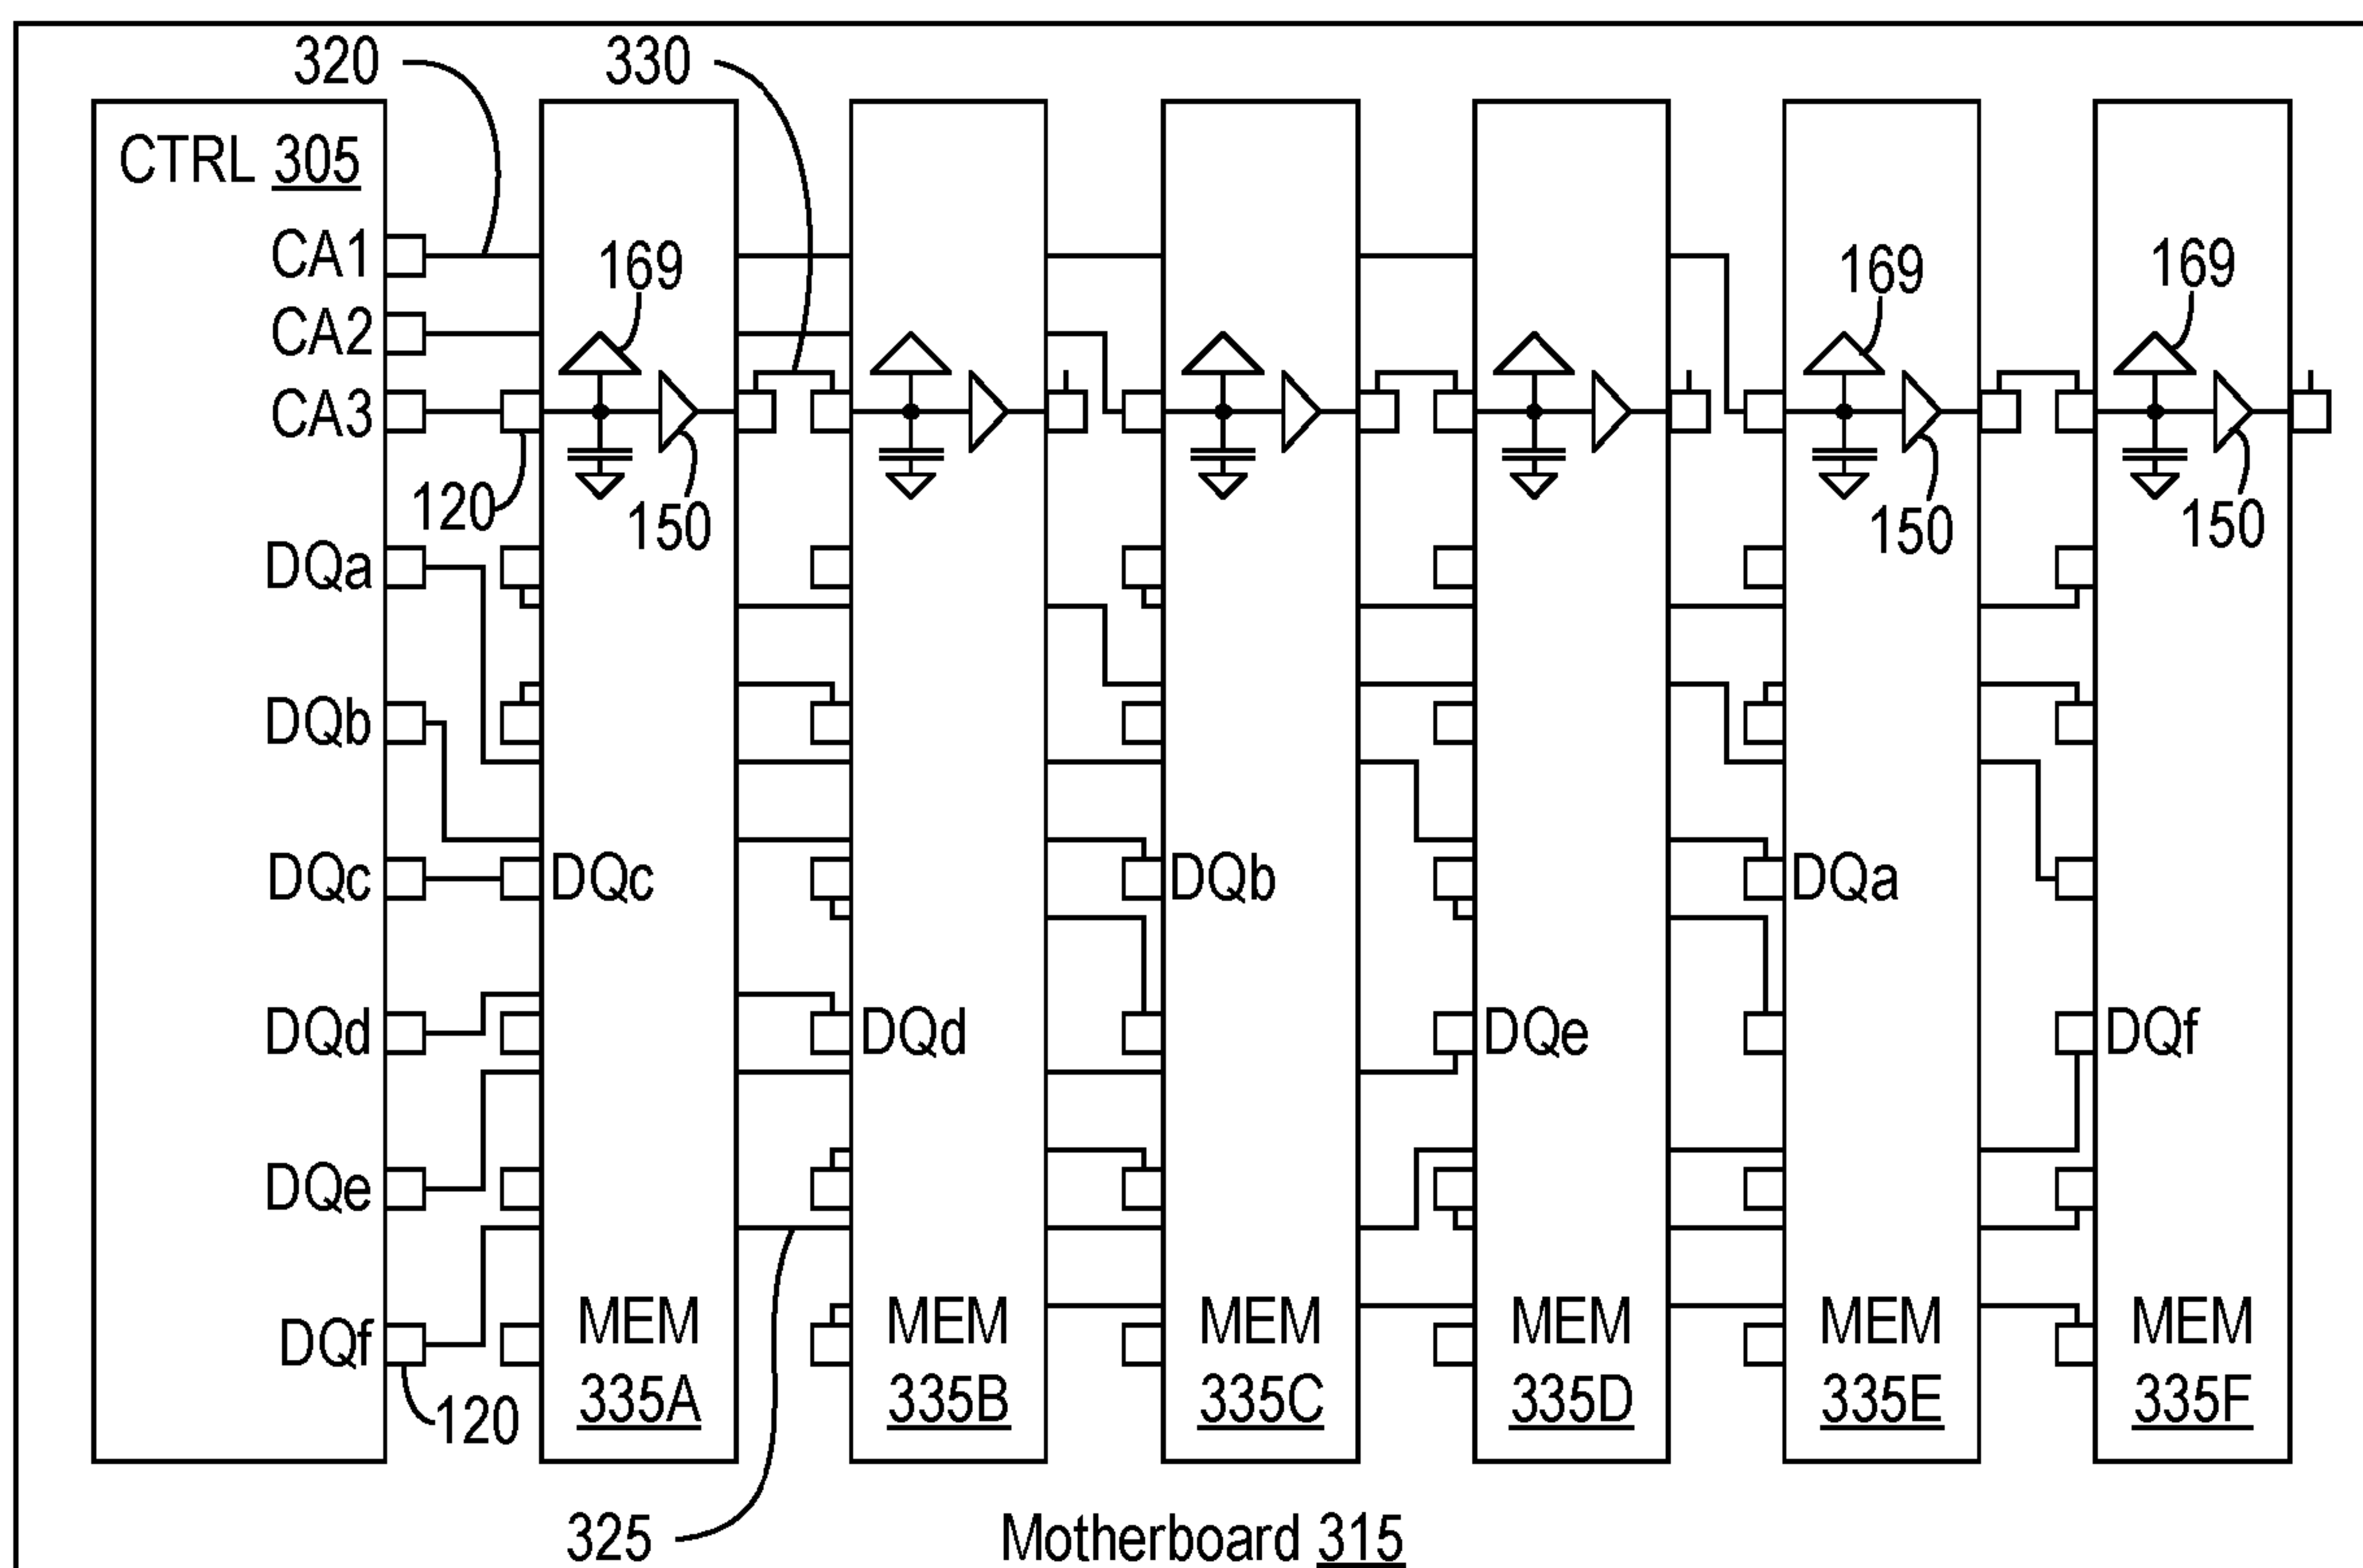 320
330
CTRL 305
CA1
169
169
169
CA2
CA3
120
150
150
150
DQa
DQb
DQc
DQc
DQb
DQa
DQd
DQd
DQe
DQf
DQe
DQf
MEM
MEM
MEM
MEM
MEM
MEM
335A
335B
335C
335D
335E
335F
120
325
Motherboard 315